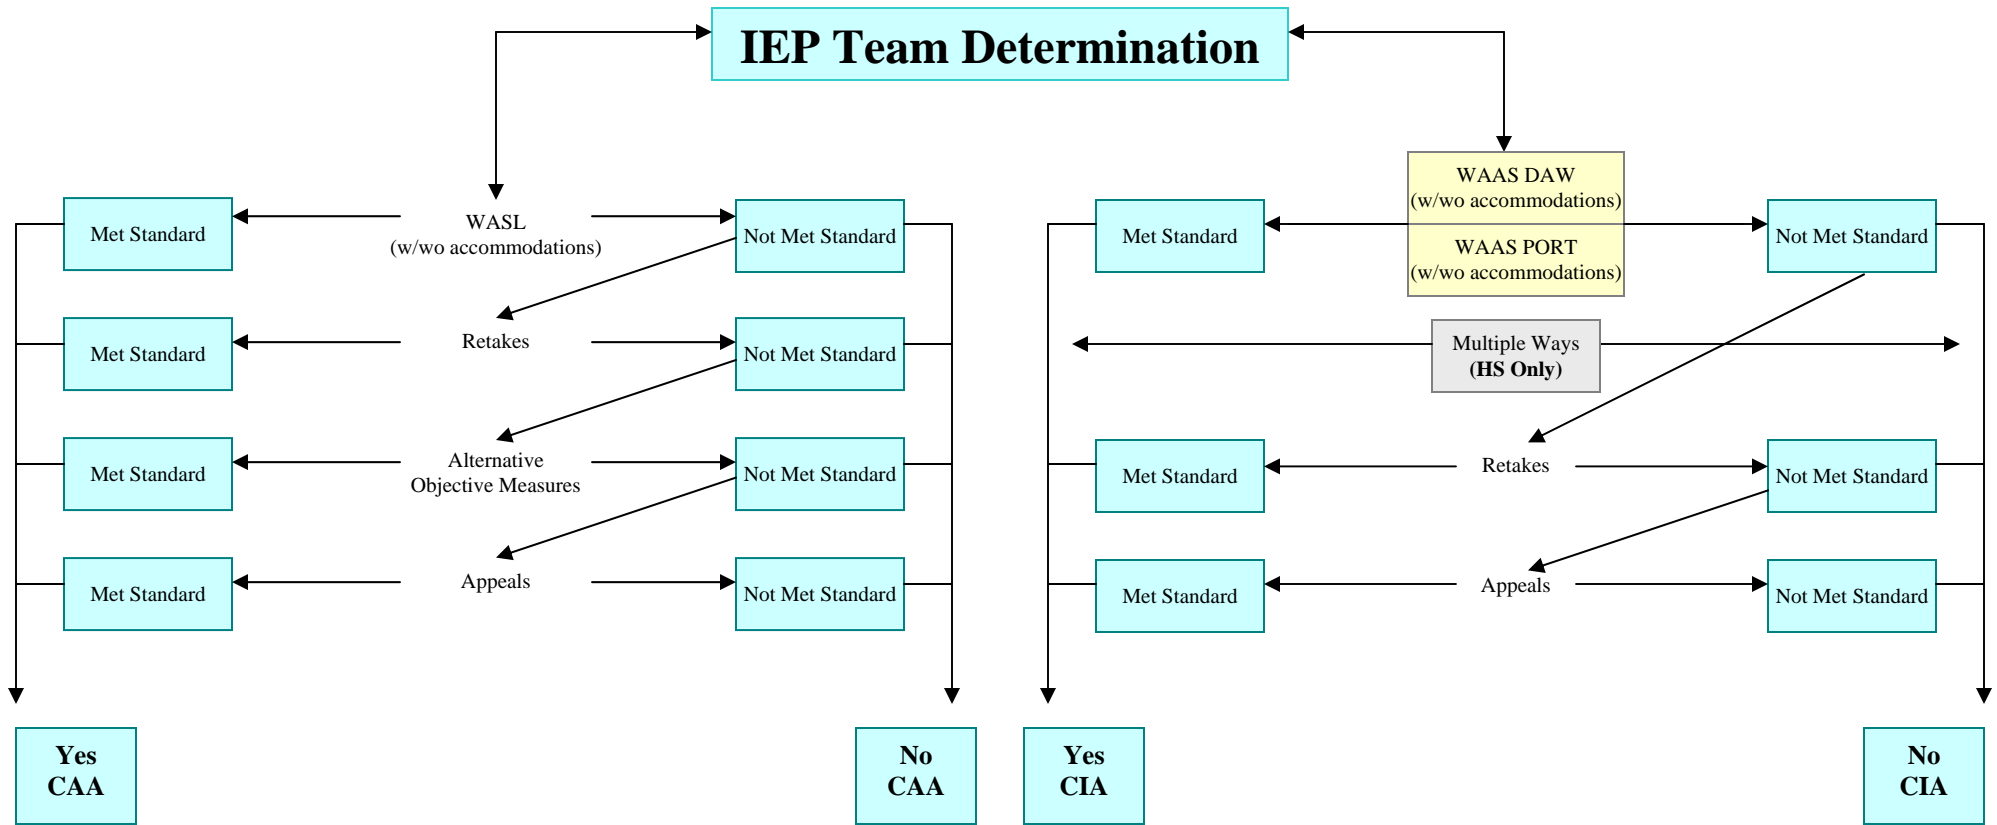 IEP Team Determination
Met Standard
WASL
(w/wo accommodations)
Not Met Standard
Met Standard
Retakes
Not Met Standard
Met Standard
Alternative
Objective Measures
Not Met Standard
Met Standard
Appeals
Not Met Standard
Yes
CAA
No
CAA
Met Standard
WAAS DAW
(w/wo accommodations)
WAAS PORT
(w/wo accommodations)
Not Met Standard
Multiple Ways
(HS Only)
Met Standard
Retakes
Not Met Standard
Met Standard
Appeals
Not Met Standard
Yes
CIA
No
CIA